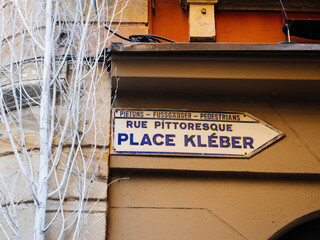 PIETONS - FUSSGÄNGER - PEDESTRIANS
RUE PITTORESQUE
PLACE KLÉBER